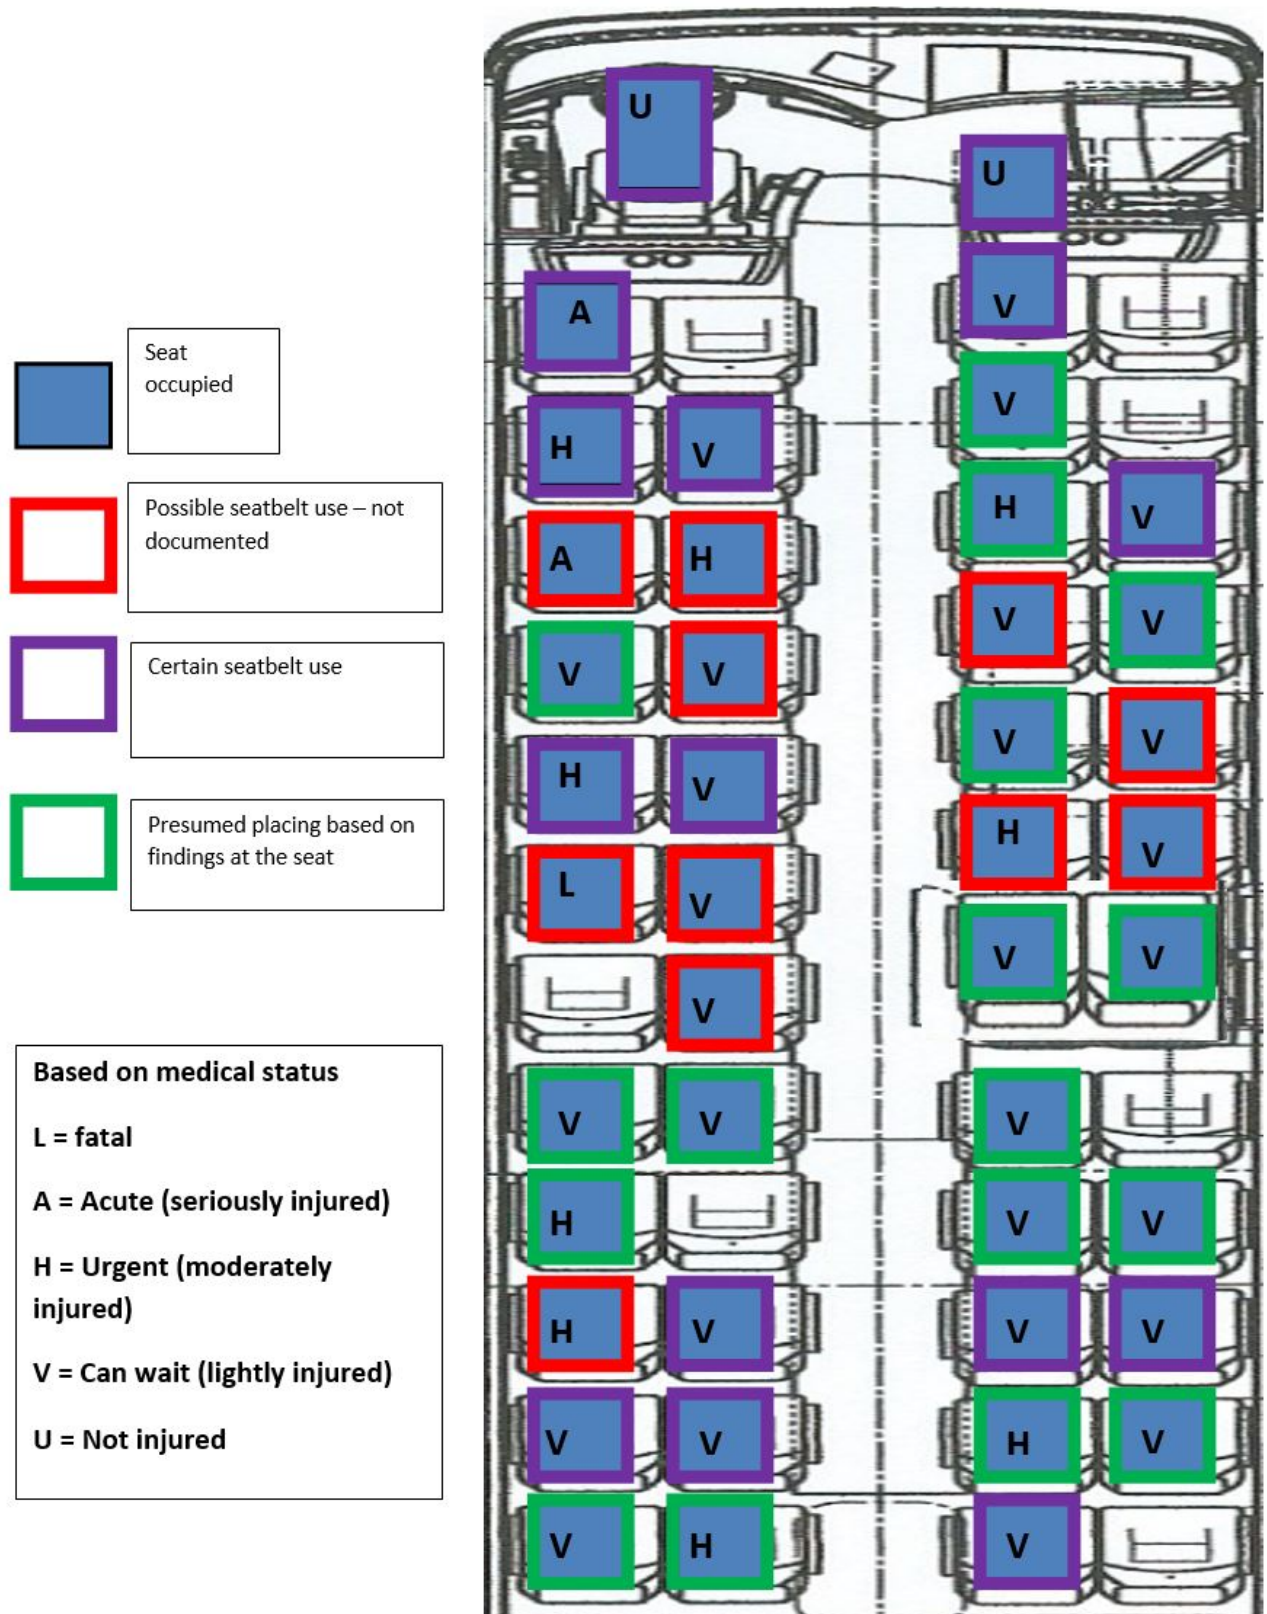 U
U
A
V
V
H V
H V
A H
V V
V V
V V
H V
H V
L V
V V
V
V V
V
H
V V
H V
V V
V V
H V
V H
V
Seat
occupied
Possible seatbelt use – not
documented
Certain seatbelt use
Presumed placing based on
findings at the seat
Based on medical status
L = fatal
A = Acute (seriously injured)
H = Urgent (moderately
injured)
V = Can wait (lightly injured)
U = Not injured